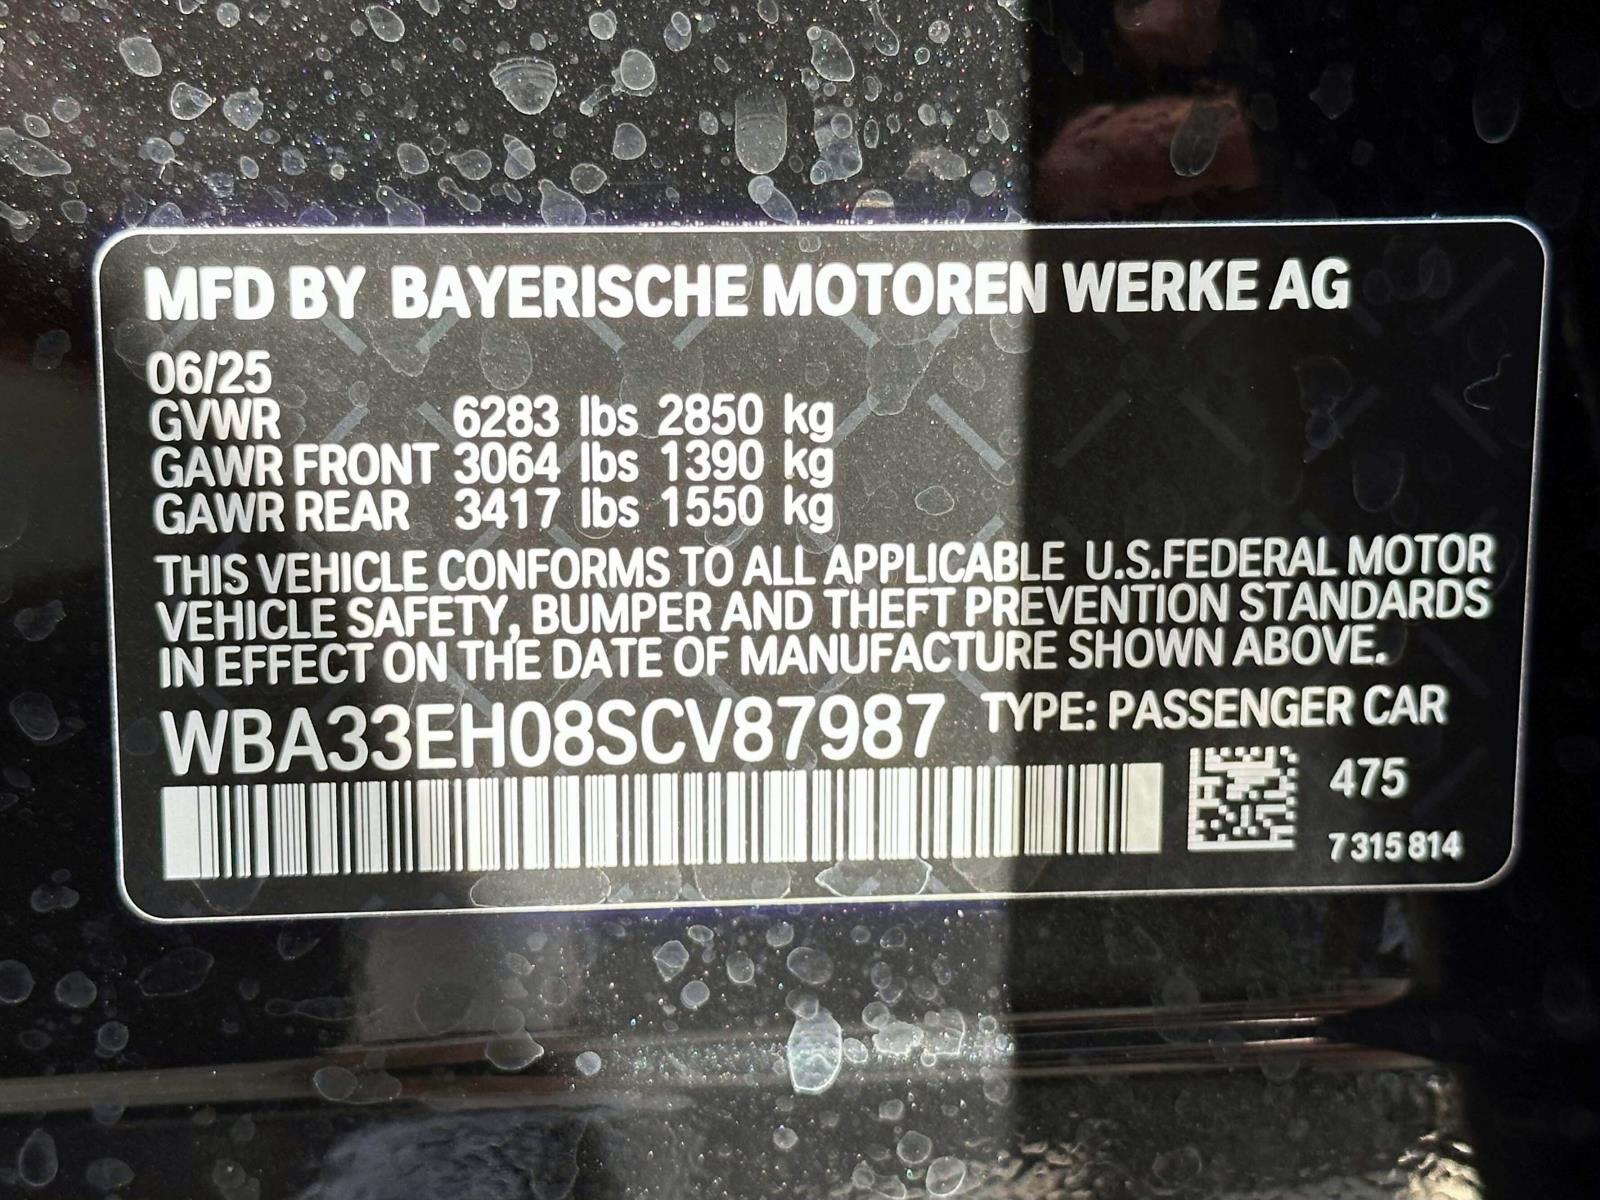 MFD BY BAYERISCHE MOTOREN WERKE AG
06/25
GVWR 6283 lbs 2850 kg
GAWR FRONT 3064 lbs 1390 kg
GAWR REAR 3417 lbs 1550 kg
THIS VEHICLE CONFORMS TO ALL APPLICABLE U.S.FEDERAL MOTOR
VEHICLE SAFETY, BUMPER AND THEFT PREVENTION STANDARDS
IN EFFECT ON THE DATE OF MANUFACTURE SHOWN ABOVE.
WBA33EH08SCV87987 TYPE: PASSENGER CAR
475
7 315 814